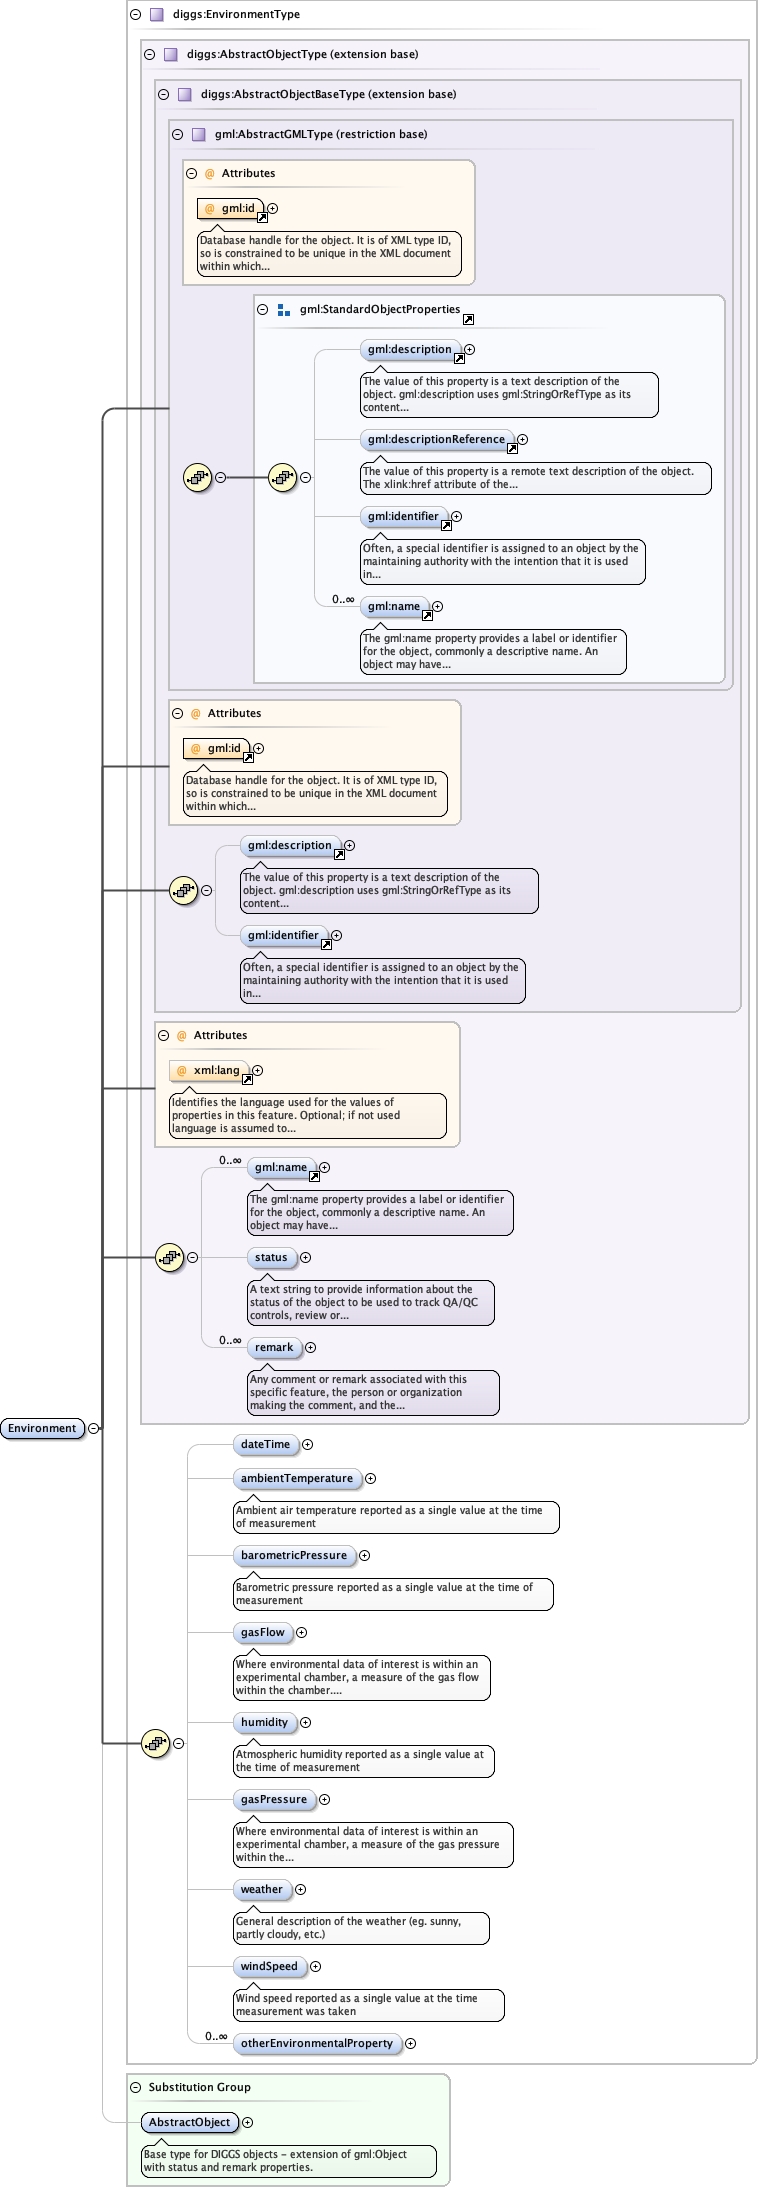 diggs:EnvironmentType
diggs:AbstractObjectType (extension base)
diggs:AbstractObjectBaseType (extension base)
gml:AbstractGMLType (restriction base)
@ Attributes
@ gml:id
Database handle for the object. It is of XML type ID,
so is constrained to be unique in the XML document
within which...
gml:StandardObjectProperties
gml:description
The value of this property is a text description of the
object. gml:description uses gml:StringOrRefType as its
content...
gml:descriptionReference
The value of this property is a remote text description of the object.
The xlink:href attribute of the...
gml:identifier
Often, a special identifier is assigned to an object by the
maintaining authority with the intention that it is used
in...
0..∞
gml:name
The gml:name property provides a label or identifier
for the object, commonly a descriptive name. An
object may have...
@ Attributes
@ gml:id
Database handle for the object. It is of XML type ID,
so is constrained to be unique in the XML document
within which...
gml:description
The value of this property is a text description of the
object. gml:description uses gml:StringOrRefType as its
content...
gml:identifier
Often, a special identifier is assigned to an object by the
maintaining authority with the intention that it is used
in...
@ Attributes
@ xml:lang
Identifies the language used for the values of
properties in this feature. Optional; if not used
language is assumed to...
0..∞
gml:name
The gml:name property provides a label or identifier
for the object, commonly a descriptive name. An
object may have...
status
A text string to provide information about the
status of the object to be used to track QA/QC
controls, review or...
0..∞
remark
Any comment or remark associated with this
specific feature, the person or organization
making the comment, and the...
Environment
dateTime
ambientTemperature
Ambient air temperature reported as a single value at the time
of measurement
barometricPressure
Barometric pressure reported as a single value at the time of
measurement
gasFlow
Where environmental data of interest is within an
experimental chamber, a measure of the gas flow
within the chamber....
humidity
Atmospheric humidity reported as a single value at
the time of measurement
gasPressure
Where environmental data of interest is within an
experimental chamber, a measure of the gas pressure
within the...
weather
General description of the weather (eg. sunny,
partly cloudy, etc.)
windSpeed
Wind speed reported as a single value at the time
measurement was taken
0..∞
otherEnvironmentalProperty
Substitution Group
AbstractObject
Base type for DIGGS objects - extension of gml:Object
with status and remark properties.